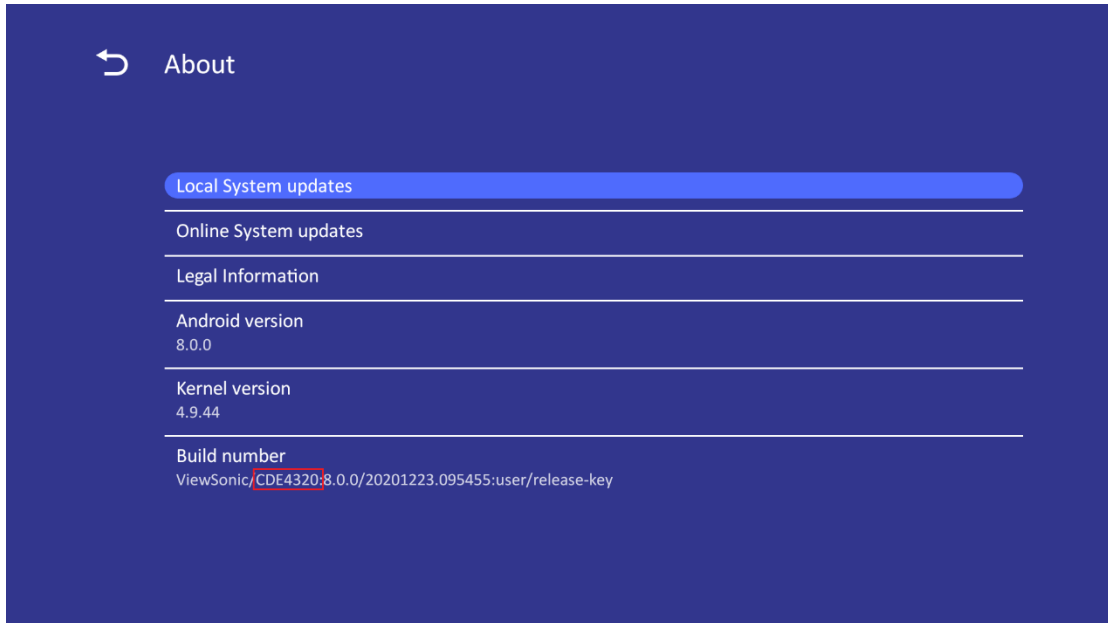 About
Local System updates
Online System updates
Legal Information
Android version
8.0.0
Kernel version
4.9.44
Build number
ViewSonic/CDE4320:8.0.0/20201223.095455:user/release-key